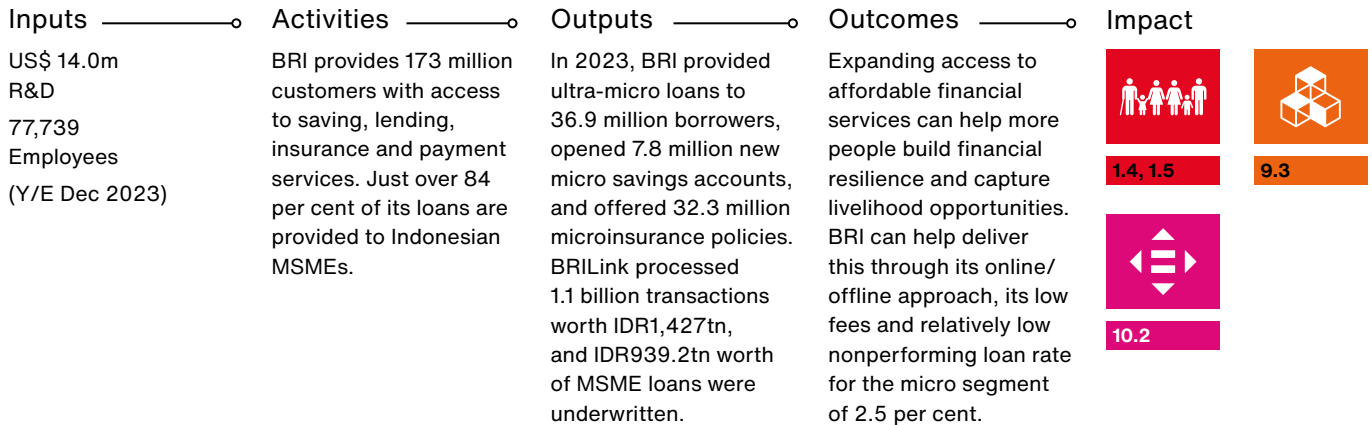 Inputs
US$ 14.0m
R&D
77,739
Employees
(Y/E Dec 2023)
Activities
BRI provides 173 million
customers with access
to saving, lending,
insurance and payment
services. Just over 84
per cent of its loans are
provided to Indonesian
MSMEs.
Outputs
In 2023, BRI provided
ultra-micro loans to
36.9 million borrowers,
opened 7.8 million new
micro savings accounts,
and offered 32.3 million
microinsurance policies.
BRILink processed
1.1 billion transactions
worth IDR1,427tn,
and IDR939.2tn worth
of MSME loans were
underwritten.
Outcomes
Expanding access to
affordable financial
services can help more
people build financial
resilience and capture
livelihood opportunities.
BRI can help deliver
this through its online/
offline approach, its low
fees and relatively low
nonperforming loan rate
for the micro segment
of 2.5 per cent.
Impact
1.4, 1.5
9.3
10.2